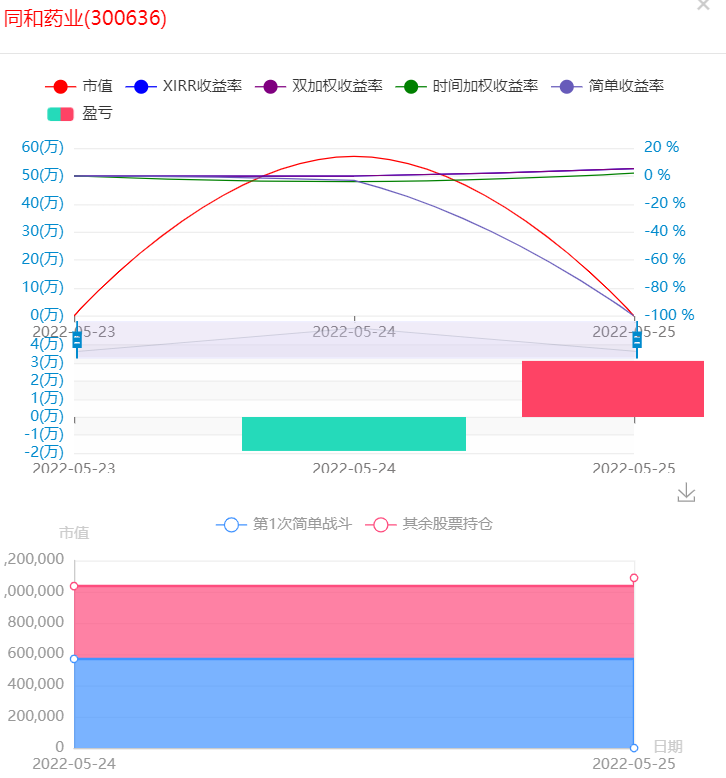 同和药业(300636)
×
市值 XIRR收益率 双加权收益率 时间加权收益率 简单收益率
盈亏
60(万) 20 %
50(万) 0 %
40(万) -20 %
30(万) -40 %
20(万) -60 %
10(万) -80 %
0(万) -100 %
2022-05-23 2022-05-24 2022-05-25
4(万)
3(万)
2(万)
1(万)
0(万)
-1(万)
-2(万)
2022-05-23 2022-05-24 2022-05-25
第1次简单战斗 其余股票持仓
市值
,200,000
,000,000
800,000
600,000
400,000
200,000
0 日期
2022-05-24 2022-05-25